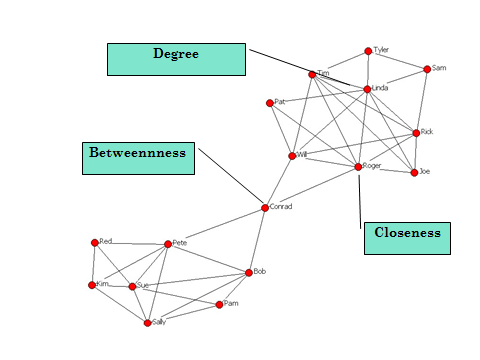 Degree
Tyler
Tim
Sam
Linda
Pat
Rick
Betweennness
Will
Roger
Joe
Conrad
Closeness
Red
Pete
Bob
Kim
Sue
Pam
Sally